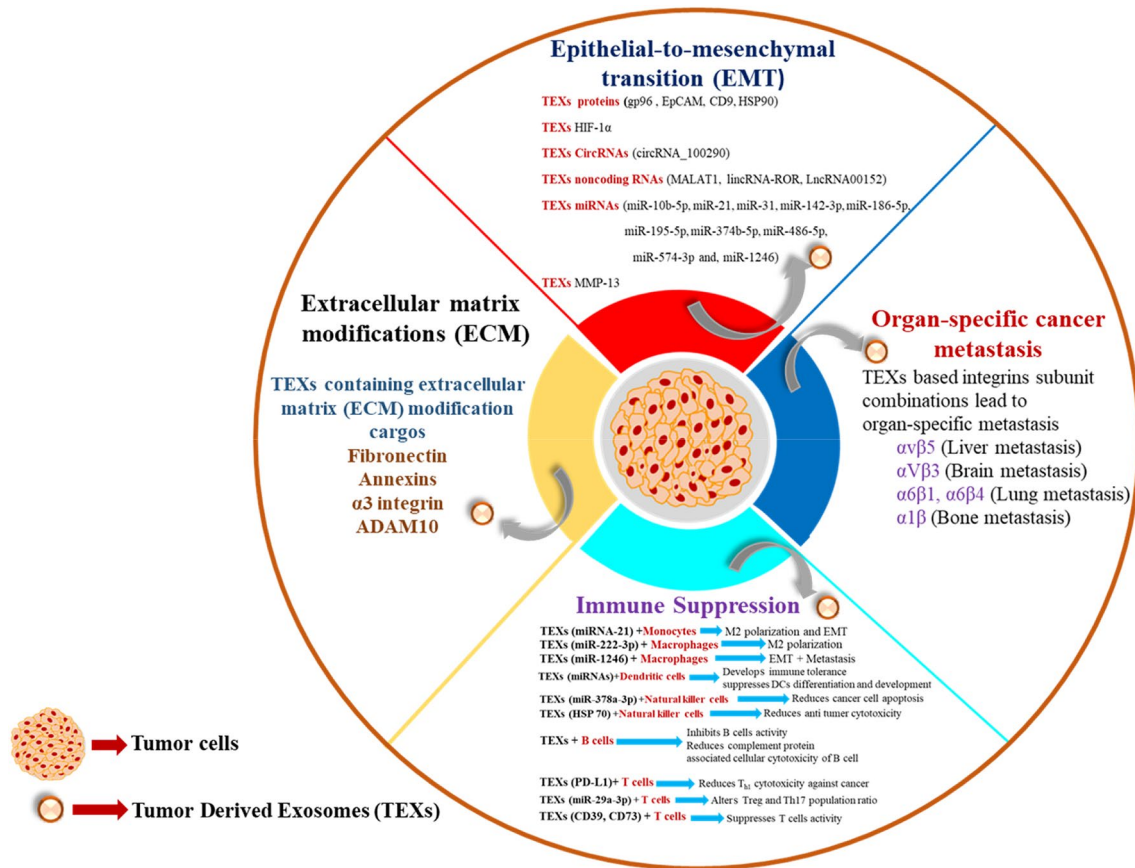 Epithelial-to-mesenchymal
transition (EMT)
TEXs proteins (gp96 , EpCAM, CD9, HSP90)
TEXs HIF-1α
TEXs CircRNAs (circRNA_100290)
TEXs noncoding RNAs (MALAT1, lincRNA-ROR, LncRNA00152)
TEXs miRNAs (miR-10b-5p, miR-21, miR-31, miR-142-3p, miR-186-5p,
miR-195-5p, miR-374b-5p, miR-486-5p,
miR-574-3p and, miR-1246)
TEXs MMP-13
Extracellular matrix
modifications (ECM)
TEXs containing extracellular
matrix (ECM) modification
cargos
Fibronectin
Annexins
α3 integrin
ADAM10
Organ-specific cancer
metastasis
TEXs based integrins subunit
combinations lead to
organ-specific metastasis
αvβ5 (Liver metastasis)
αVβ3 (Brain metastasis)
α6β1, α6β4 (Lung metastasis)
α1β (Bone metastasis)
Immune Suppression
TEXs (miRNA-21) +Monocytes M2 polarization and EMT
TEXs (miR-222-3p) + Macrophages M2 polarization
TEXs (miR-1246) + Macrophages EMT + Metastasis
TEXs (miRNAs)+Dendritic cells Develops immune tolerance
suppresses DCs differentiation and development
TEXs (miR-378a-3p)+Natural killer cells Reduces cancer cell apoptosis
TEXs (HSP 70) +Natural killer cells Reduces anti tumor cytotoxicity
TEXs + B cells Inhibits B cells activity
Reduces complement protein
associated cellular cytotoxicity of B cell
TEXs (PD-L1)+ T cells Reduces Th1 cytotoxicity against cancer
TEXs (miR-29a-3p) + T cells Alters Treg and Th17 population ratio
TEXs (CD39, CD73) + T cells Suppresses T cells activity
Tumor cells
Tumor Derived Exosomes (TEXs)